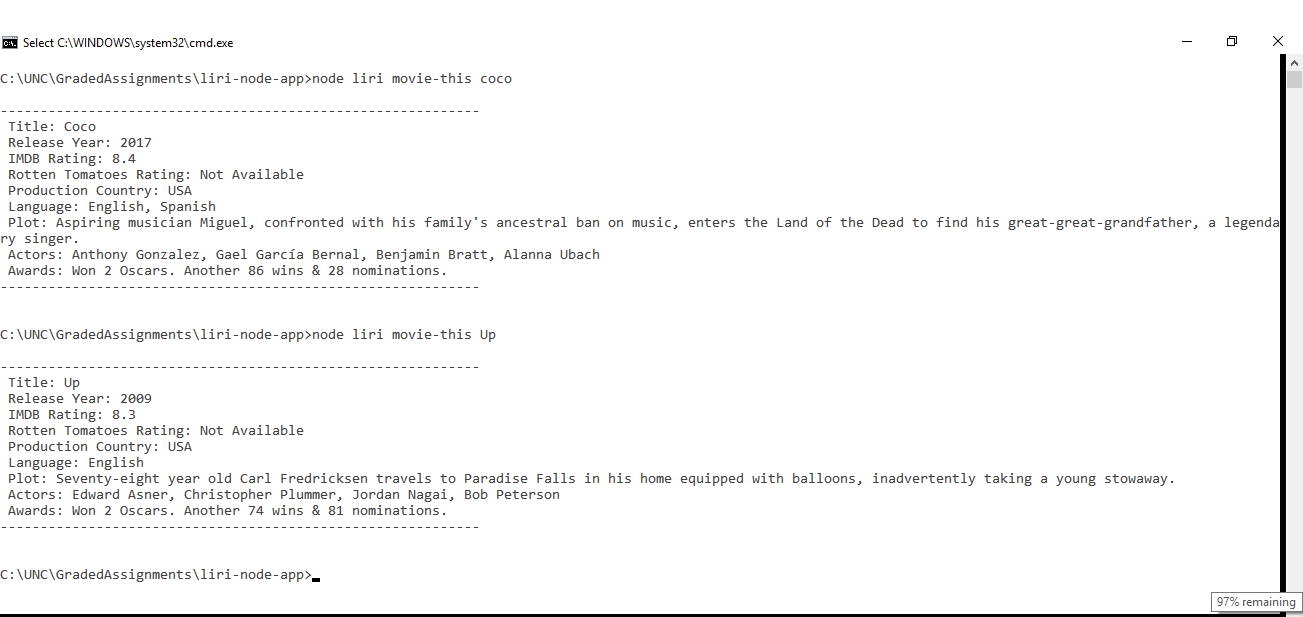 Select C:\WINDOWS\system32\cmd.exe
C:\UNC\GradedAssignments\liri-node-app>node liri movie-this coco
------------------------------------------------------------
Title: Coco
Release Year: 2017
IMDB Rating: 8.4
Rotten Tomatoes Rating: Not Available
Production Country: USA
Language: English, Spanish
Plot: Aspiring musician Miguel, confronted with his family's ancestral ban on music, enters the Land of the Dead to find his great-great-grandfather, a legenda
ry singer.
Actors: Anthony Gonzalez, Gael García Bernal, Benjamin Bratt, Alanna Ubach
Awards: Won 2 Oscars. Another 86 wins & 28 nominations.
------------------------------------------------------------
C:\UNC\GradedAssignments\liri-node-app>node liri movie-this Up
------------------------------------------------------------
Title: Up
Release Year: 2009
IMDB Rating: 8.3
Rotten Tomatoes Rating: Not Available
Production Country: USA
Language: English
Plot: Seventy-eight year old Carl Fredricksen travels to Paradise Falls in his home equipped with balloons, inadvertently taking a young stowaway.
Actors: Edward Asner, Christopher Plummer, Jordan Nagai, Bob Peterson
Awards: Won 2 Oscars. Another 74 wins & 81 nominations.
------------------------------------------------------------
C:\UNC\GradedAssignments\liri-node-app>
97% remaining